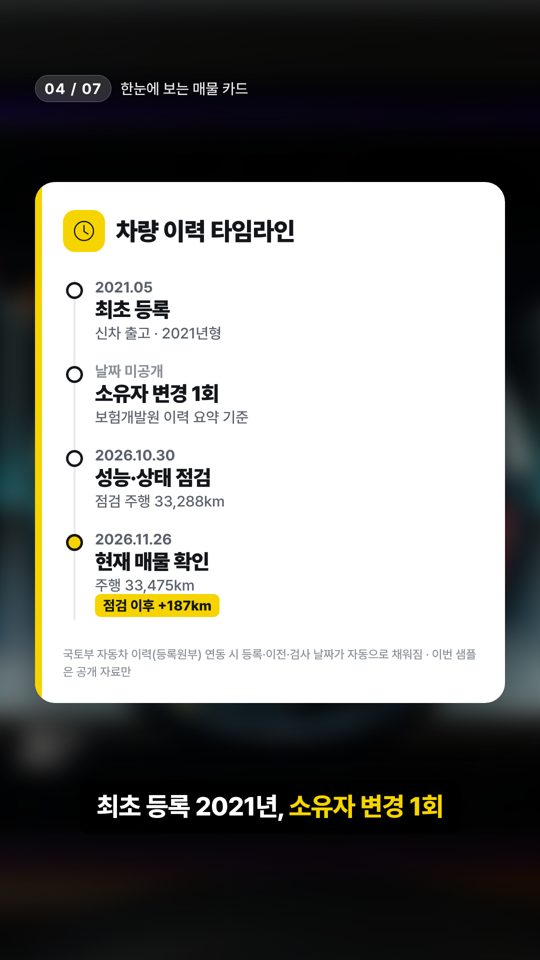 04 / 07 한눈에 보는 매물 카드
차량 이력 타임라인
2021.05
최초 등록
신차 출고 · 2021년형
날짜 미공개
소유자 변경 1회
보험개발원 이력 요약 기준
2026.10.30
성능·상태 점검
점검 주행 33,288km
2026.11.26
현재 매물 확인
주행 33,475km
점검 이후 +187km
국토부 자동차 이력(등록원부) 연동 시 등록·이전·검사 날짜가 자동으로 채워짐 · 이번 샘플
은 공개 자료만
최초 등록 2021년, 소유자 변경 1회